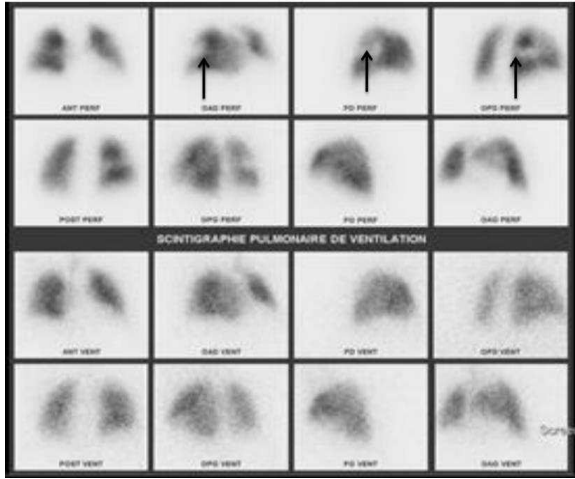 ANT PERF OAD PERF PD PERF OPD PERF
POST PERF OPG PERF PG PERF OAG PERF
SCINTIGRAPHIE PULMONAIRE DE VENTILATION
ANT VENT OAD VENT PD VENT OPD VENT
POST VENT OPG VENT PG VENT OAG VENT